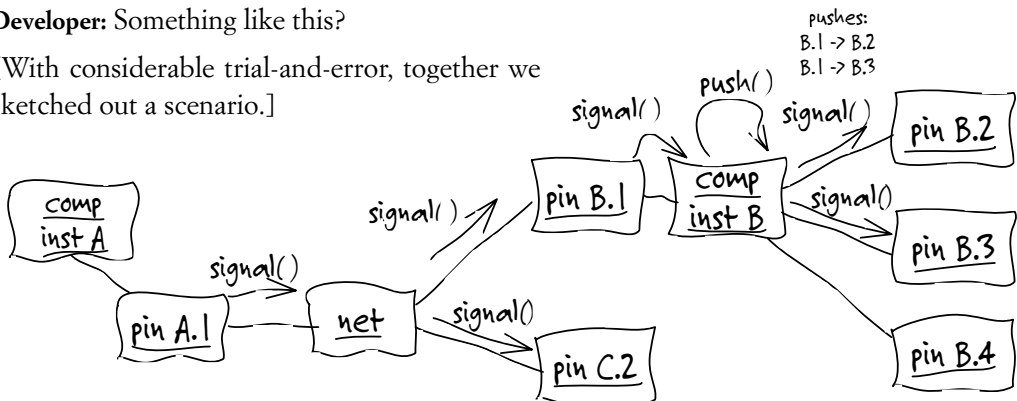 Developer: Something like this?
With considerable trial-and-error, together we
ketched out a scenario.]
pushes:
B.1 -> B.2
B.1 -> B.3
comp
inst A
signal()
pin A.1
net
signal()
signal()
pin C.2
pin B.1
signal()
push()
comp
inst B
signal()
pin B.2
signal()
pin B.3
pin B.4